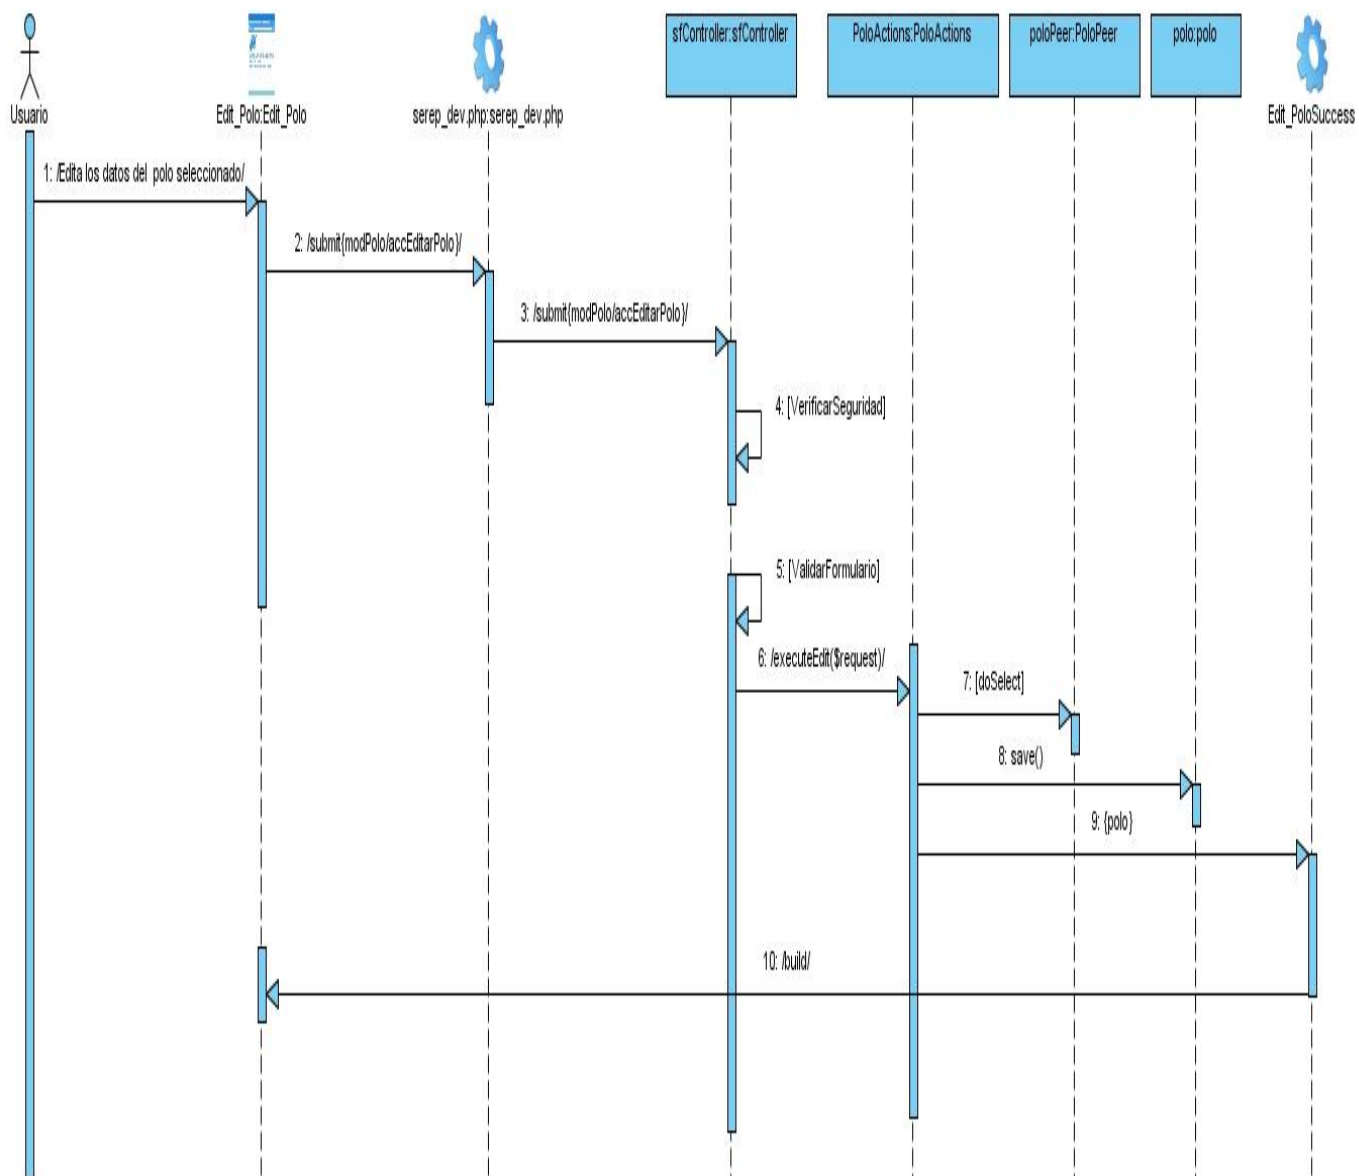 sfController:sfController
PoloActions:PoloActions
poloPeer:PoloPeer
polo:polo
Usuario
Edit_Polo:Edit_Polo
serep_dev.php:serep_dev.php
Edit_PoloSuccess
1: /Edita los datos del polo seleccionado/
2: /submit{modPolo/accEditarPolo}/
3: /submit{modPolo/accEditarPolo}/
4: [VerificarSeguridad]
5: [ValidarFormulario]
6: /executeEdit($request)/
7: [doSelect]
8: save()
9: {polo}
10: /build/